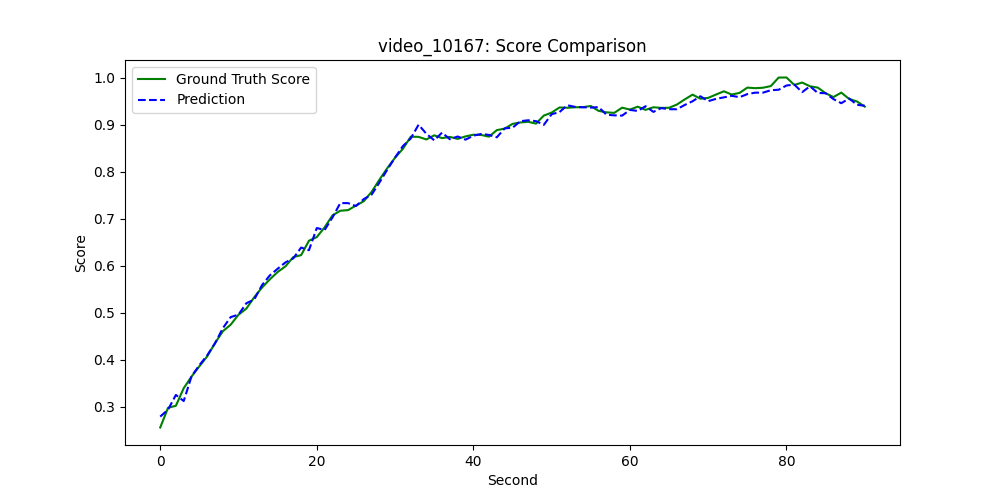 video_10167: Score Comparison
Ground Truth Score
Prediction
1.0
0.9
0.8
0.7
0.6
0.5
0.4
0.3
Score
0 20 40 60 80
Second